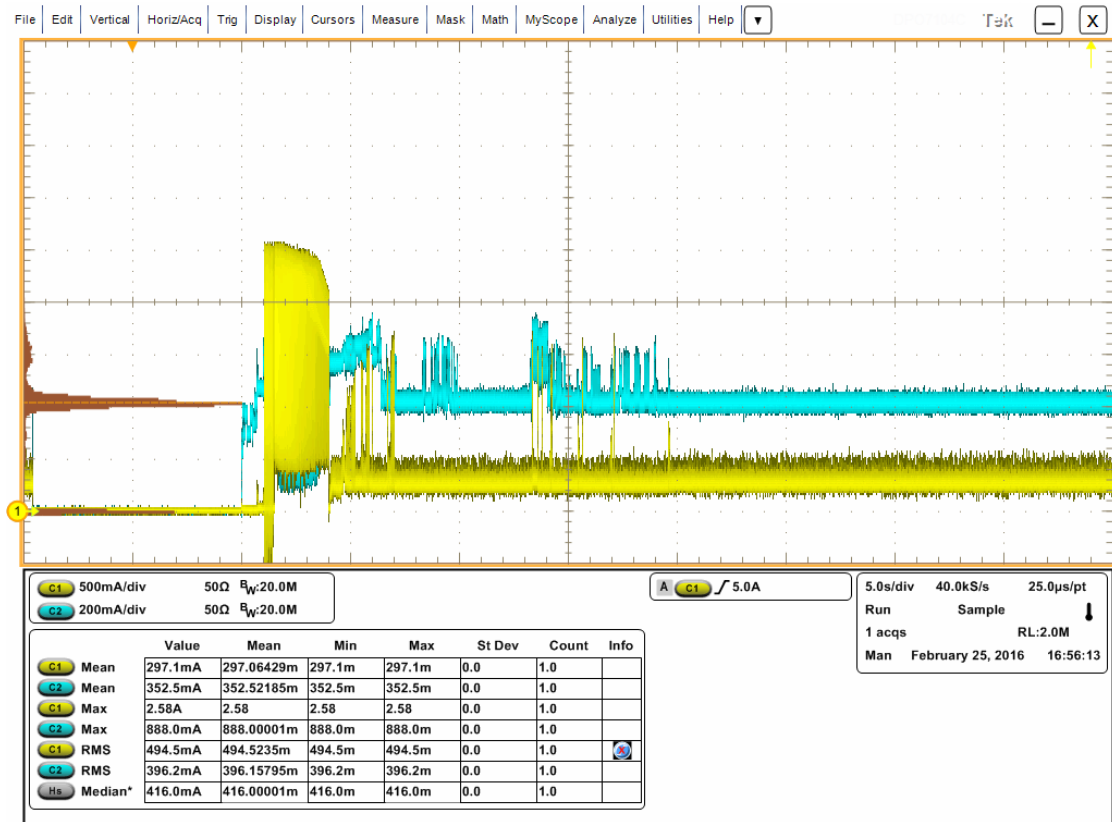 File Edit Vertical Horiz/Acq Trig Display Cursors Measure Mask Math MyScope Analyze Utilities Help Tek X
1
C1 500mA/div 50Ω BW:20.0M
C2 200mA/div 50Ω BW:20.0M
A C1 5.0A
5.0s/div 40.0kS/s 25.0µs/pt
Run Sample
1 acqs RL:2.0M
Man February 25, 2016 16:56:13
Value Mean Min Max St Dev Count Info
C1 Mean 297.1mA 297.06429m 297.1m 297.1m 0.0 1.0
C2 Mean 352.5mA 352.52185m 352.5m 352.5m 0.0 1.0
C1 Max 2.58A 2.58 2.58 2.58 0.0 1.0
C2 Max 888.0mA 888.00001m 888.0m 888.0m 0.0 1.0
C1 RMS 494.5mA 494.5235m 494.5m 494.5m 0.0 1.0
C2 RMS 396.2mA 396.15795m 396.2m 396.2m 0.0 1.0
Hs Median* 416.0mA 416.00001m 416.0m 416.0m 0.0 1.0